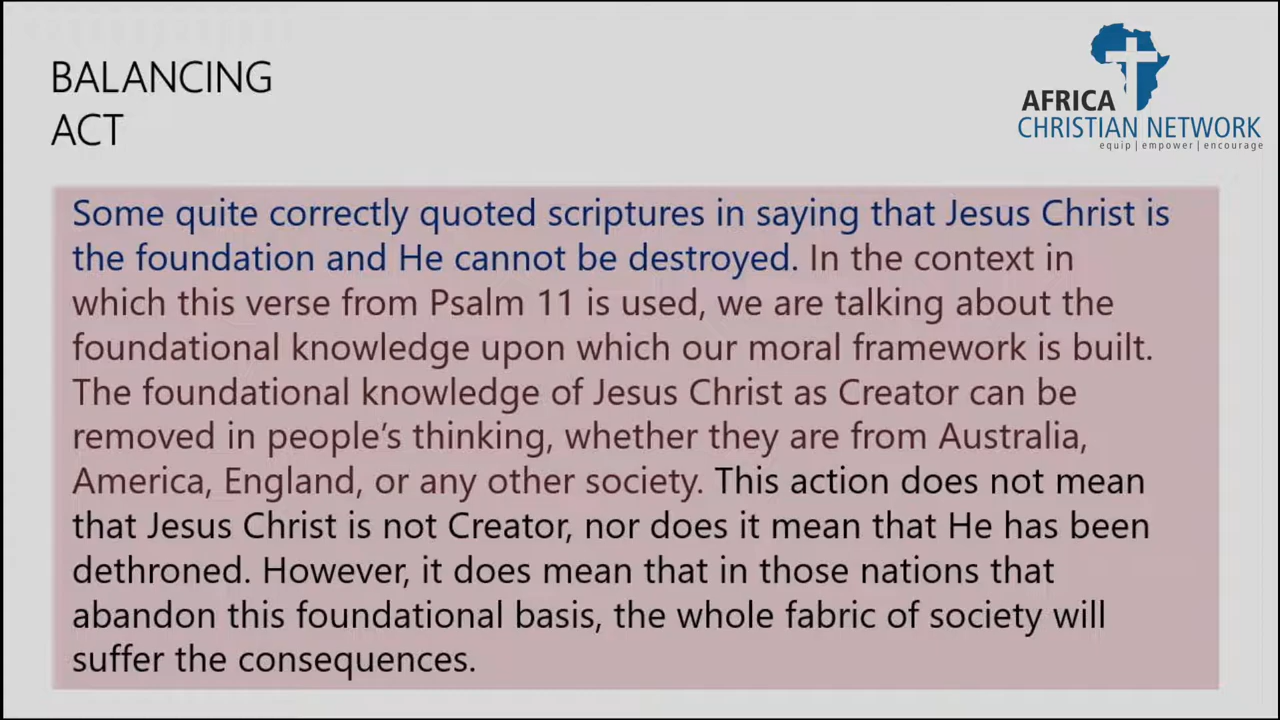 BALANCING
ACT
AFRICA
CHRISTIAN NETWORK
equip | empower | encourage
Some quite correctly quoted scriptures in saying that Jesus Christ is
the foundation and He cannot be destroyed. In the context in
which this verse from Psalm 11 is used, we are talking about the
foundational knowledge upon which our moral framework is built.
The foundational knowledge of Jesus Christ as Creator can be
removed in people’s thinking, whether they are from Australia,
America, England, or any other society. This action does not mean
that Jesus Christ is not Creator, nor does it mean that He has been
dethroned. However, it does mean that in those nations that
abandon this foundational basis, the whole fabric of society will
suffer the consequences.